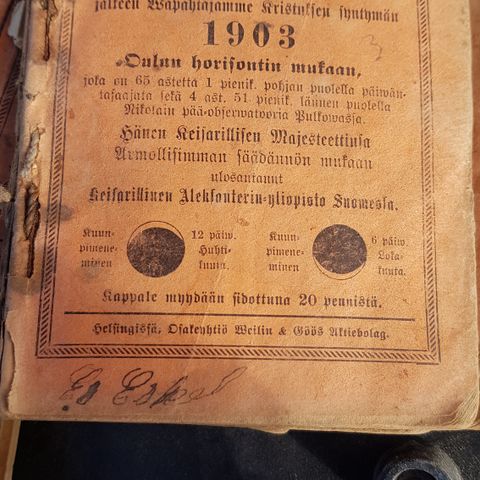 jälkeen Wapahtajamme Kristuksen syntymän
1903
Oulun horisontin mukaan,
joka on 65 astetta 1 pienik. pohjan puolella päiwän-
tasaajata sekä 4 ast. 51 pienik. lännen puolella
Nikolain pää-observatoria Pulkowassa.
Hänen Keisarillisen Majesteettinsa
Armollisimman säädännön mukaan
ulosantanut
Keisarillinen Aleksanterin-yliopisto Suomessa.
Kuun-
pimene-
minen
12 päiw.
Huhti-
kuuta.
Kuun-
pimene-
minen
6 päiw.
Loka-
kuuta.
Kappale myydään sidottuna 20 pennistä.
Helsingissä, Osakeyhtiö Weilin & Göös Aktiebolag.